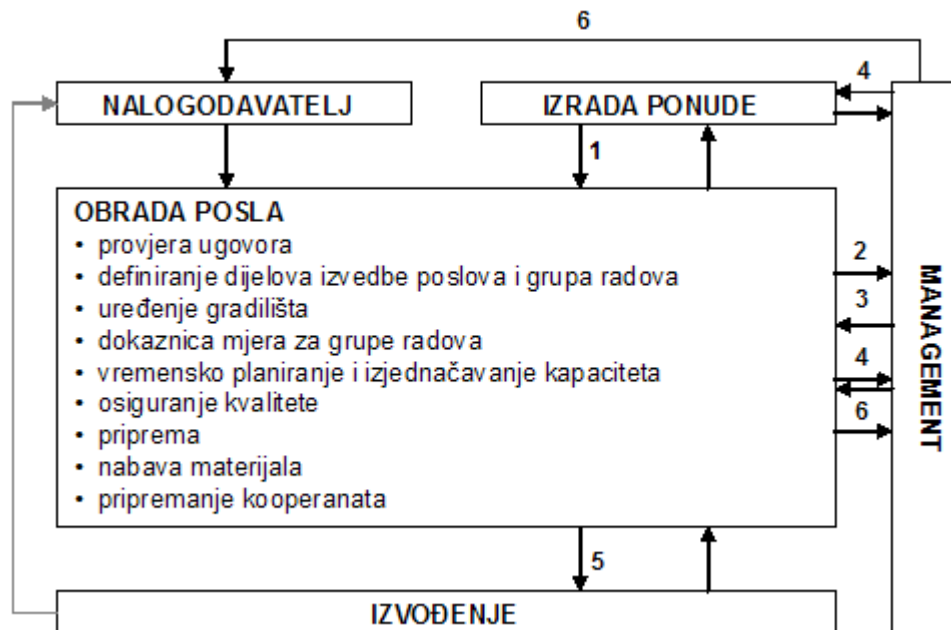 6
NALOGODAVATELJ
IZRADA PONUDE
4
1
OBRADA POSLA
• provjera ugovora
• definiranje dijelova izvedbe poslova i grupa radova
• uređenje gradilišta
• dokaznica mjera za grupe radova
• vremensko planiranje i izjednačavanje kapaciteta
• osiguranje kvalitete
• priprema
• nabava materijala
• pripremanje kooperanata
2
3
4
6
MANAGEMENT
5
IZVOĐENJE